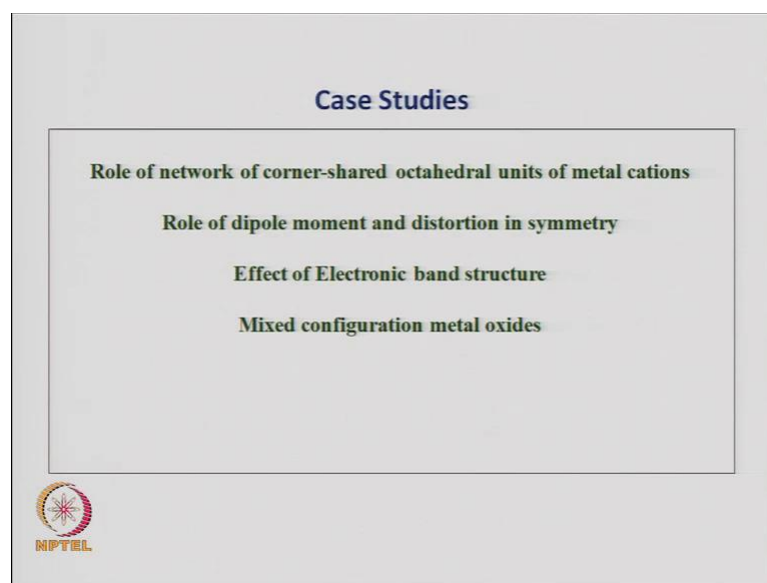 Case Studies
Role of network of corner-shared octahedral units of metal cations
Role of dipole moment and distortion in symmetry
Effect of Electronic band structure
Mixed configuration metal oxides
NPTEL